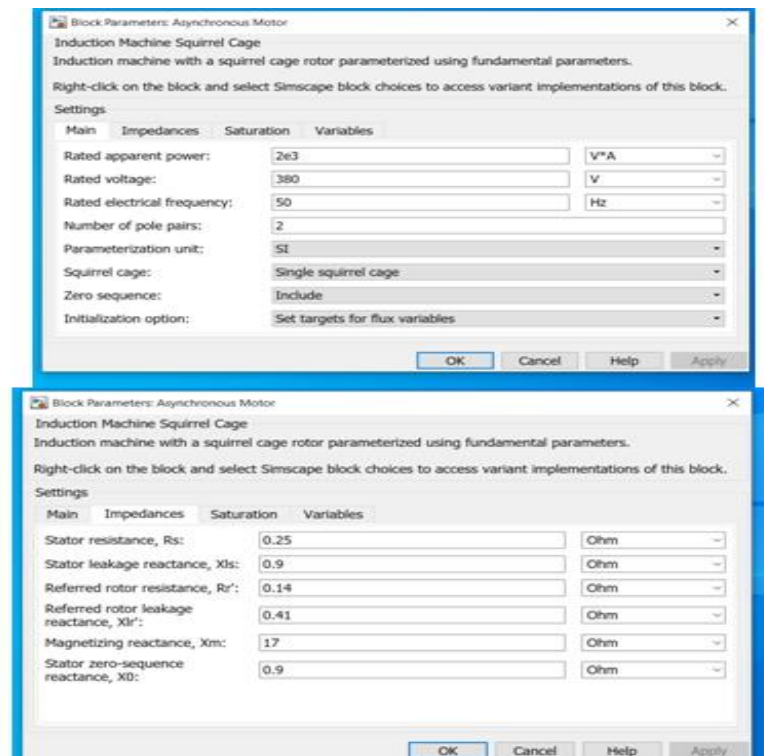 Block Parameters: Asynchronous Motor
Induction Machine Squirrel Cage
Induction machine with a squirrel cage rotor parameterized using fundamental parameters.
Right-click on the block and select Simscape block choices to access variant implementations of this block.
Settings
Main Impedances Saturation Variables
Rated apparent power: 2e3 V*A
Rated voltage: 380 V
Rated electrical frequency: 50 Hz
Number of pole pairs: 2
Parameterization unit: SI
Squirrel cage: Single squirrel cage
Zero sequence: Include
Initialization option: Set targets for flux variables
OK Cancel Help Apply
Block Parameters: Asynchronous Motor
Induction Machine Squirrel Cage
Induction machine with a squirrel cage rotor parameterized using fundamental parameters.
Right-click on the block and select Simscape block choices to access variant implementations of this block.
Settings
Main Impedances Saturation Variables
Stator resistance, Rs: 0.25 Ohm
Stator leakage reactance, Xls: 0.9 Ohm
Referred rotor resistance, Rr': 0.14 Ohm
Referred rotor leakage
reactance, Xlr': 0.41 Ohm
Magnetizing reactance, Xm: 17 Ohm
Stator zero-sequence
reactance, X0: 0.9 Ohm
OK Cancel Help Apply